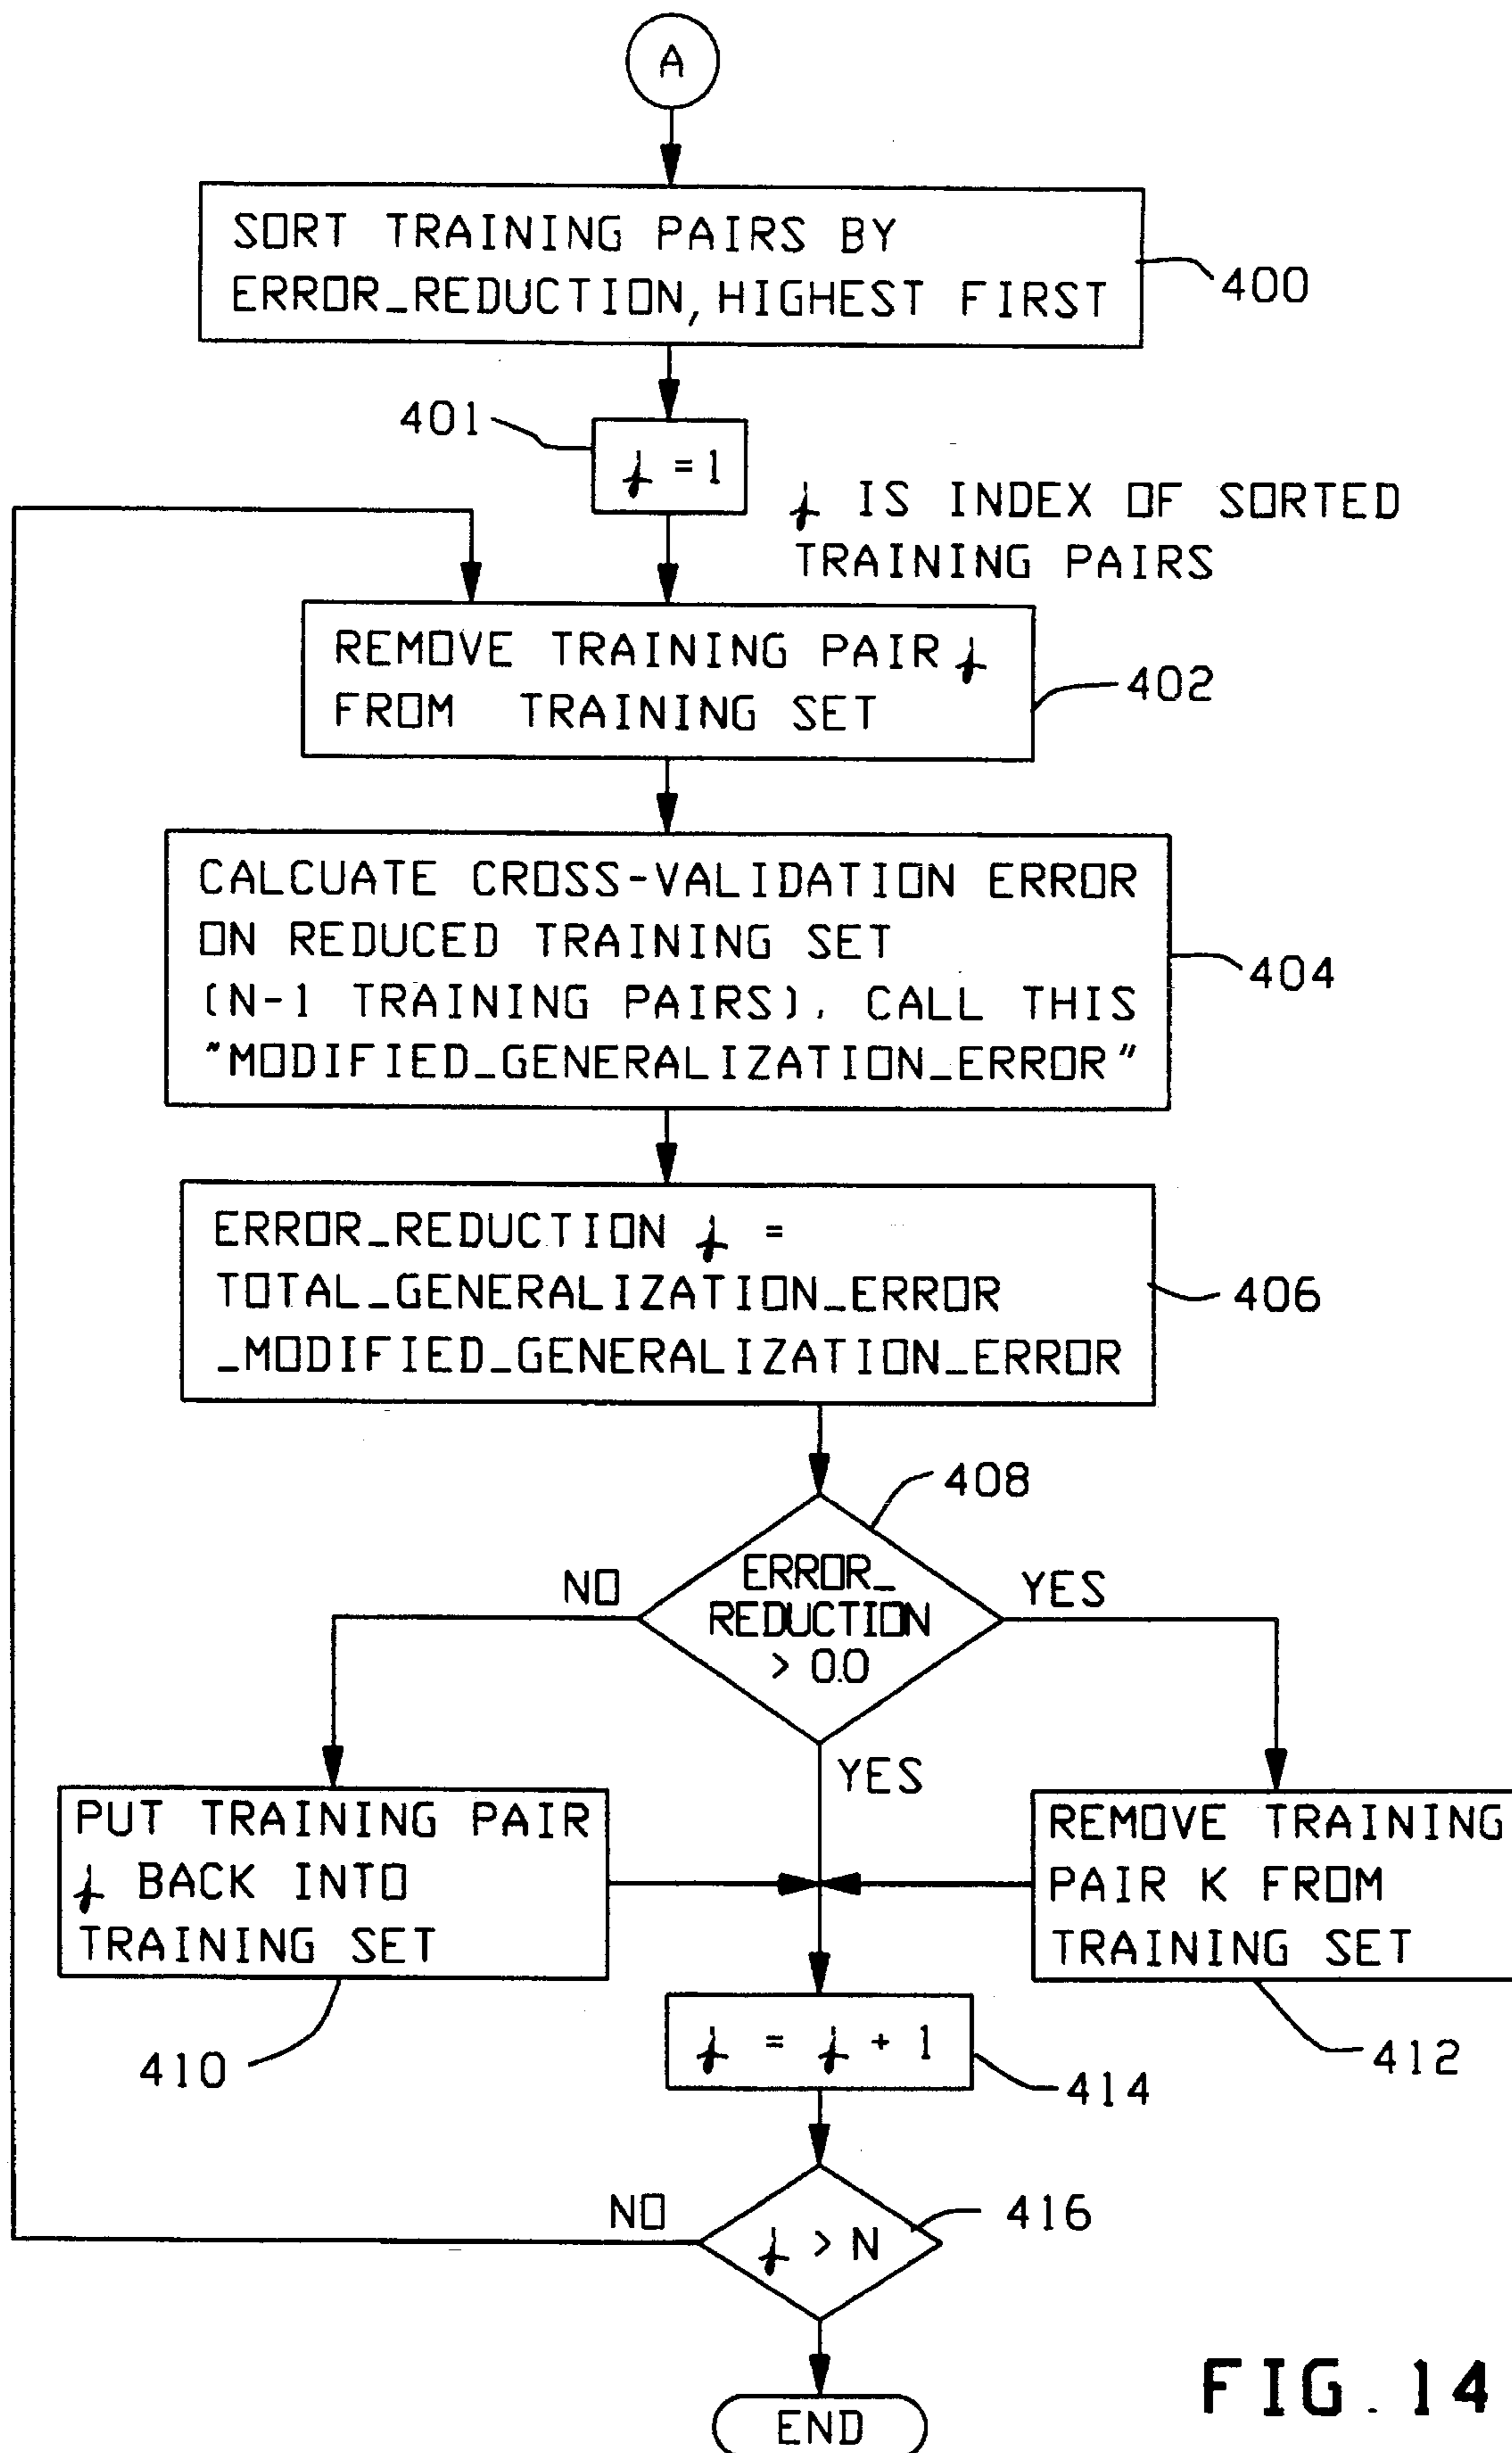 A
SORT TRAINING PAIRS BY
ERROR_REDUCTION, HIGHEST FIRST
400
401
j = 1
j IS INDEX OF SORTED
TRAINING PAIRS
REMOVE TRAINING PAIR j
FROM TRAINING SET
402
CALCUATE CROSS-VALIDATION ERROR
ON REDUCED TRAINING SET
(N-1 TRAINING PAIRS), CALL THIS
"MODIFIED_GENERALIZATION_ERROR"
404
ERROR_REDUCTION j =
TOTAL_GENERALIZATION_ERROR
_MODIFIED_GENERALIZATION_ERROR
406
408
ERROR_
REDUCTION
> 0.0
NO
YES
YES
PUT TRAINING PAIR
j BACK INTO
TRAINING SET
410
REMOVE TRAINING
PAIR K FROM
TRAINING SET
412
j = j + 1
414
NO
j > N
416
END
FIG. 14